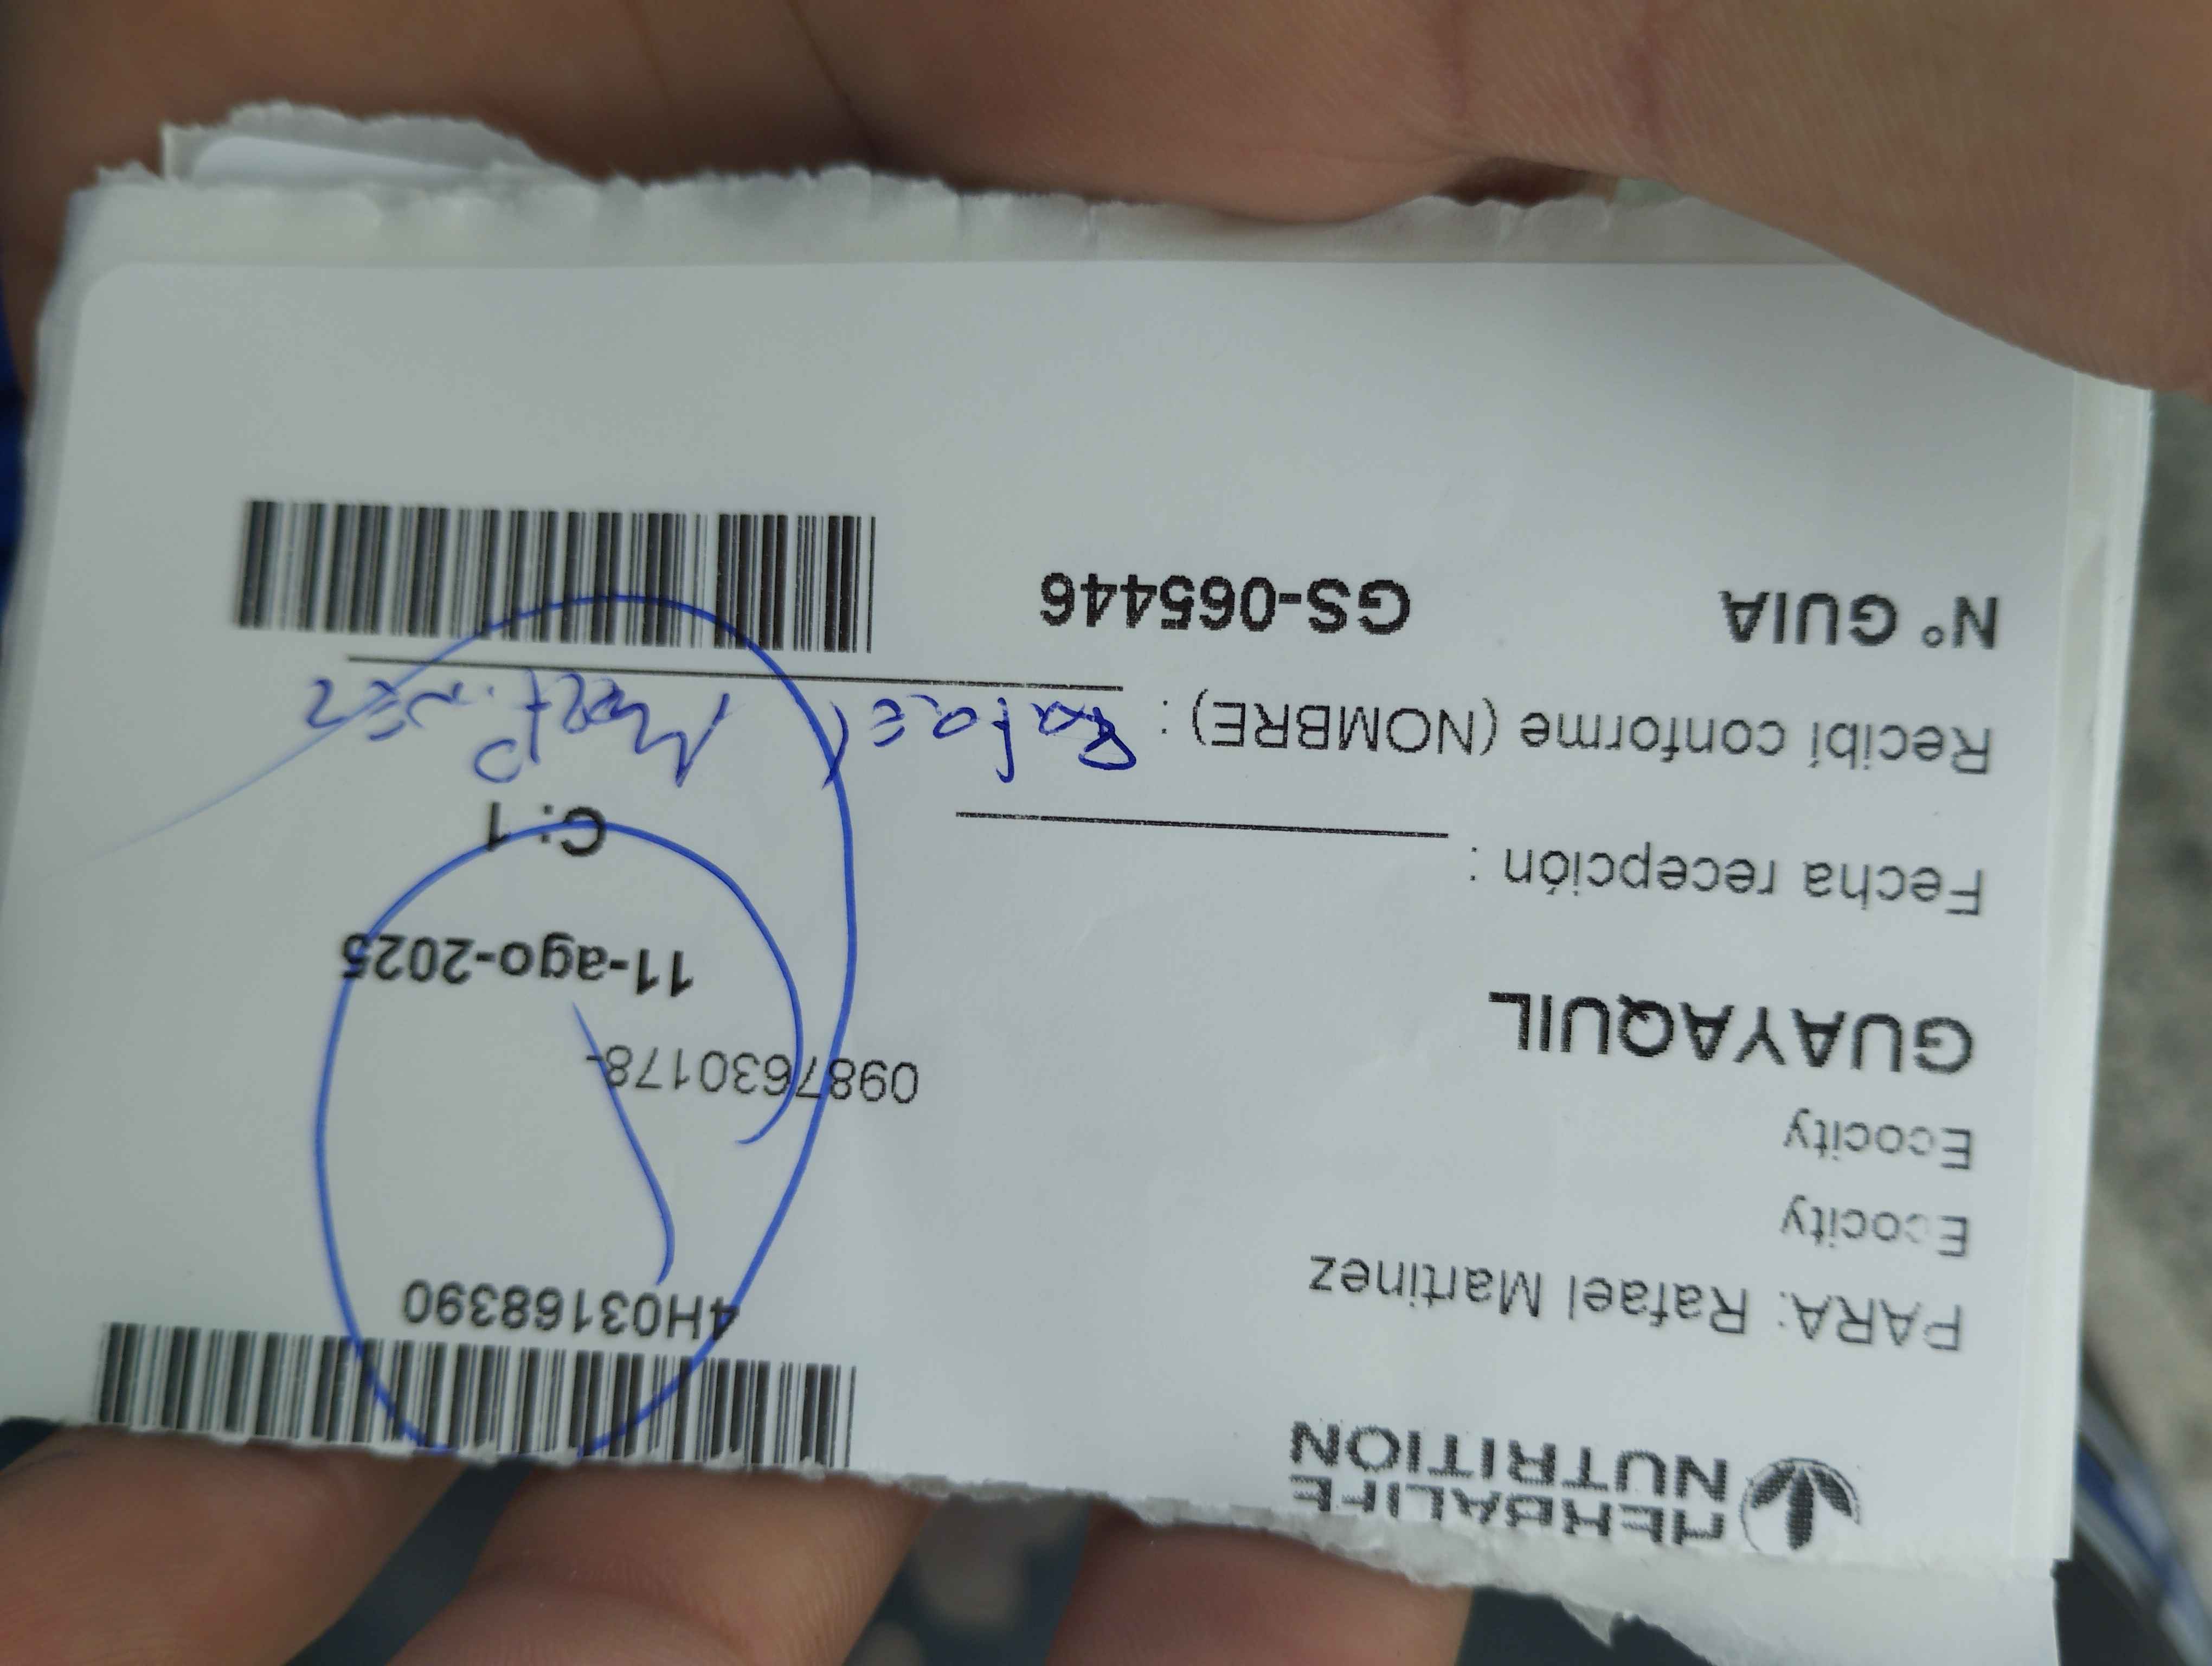 HERBALIFE
NUTRITION
PARA: Rafael Martinez
4H03168390
Ecocity
Ecocity
0987630178-
GUAYAQUIL
11-ago-2025
Fecha recepción :
C: 1
Recibí conforme (NOMBRE) : Rafael Martinez
N° GUIA GS-065446